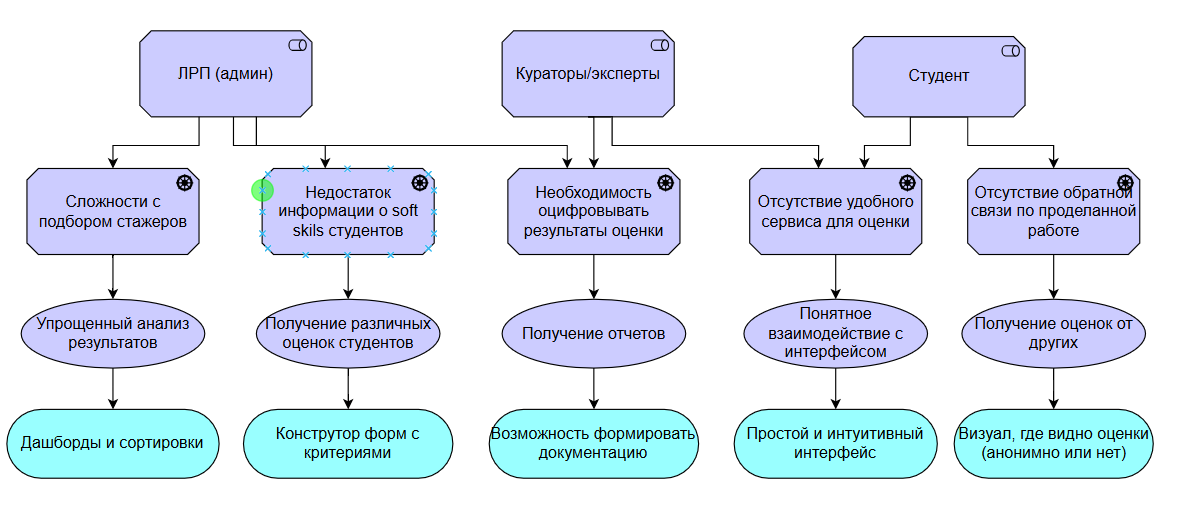 ЛРП (админ)
Кураторы/эксперты
Студент
Сложности с
подбором стажеров
Недостаток
информации о soft
skils студентов
Необходимость
оцифровывать
результаты оценки
Отсутствие удобного
сервиса для оценки
Отсутствие обратной
связи по проделанной
работе
Упрощенный анализ
результатов
Получение различных
оценок студентов
Получение отчетов
Понятное
взаимодействие с
интерфейсом
Получение оценок от
других
Дашборды и сортировки
Конструтор форм с
критериями
Возможность формировать
документацию
Простой и интуитивный
интерфейс
Визуал, где видно оценки
(анонимно или нет)